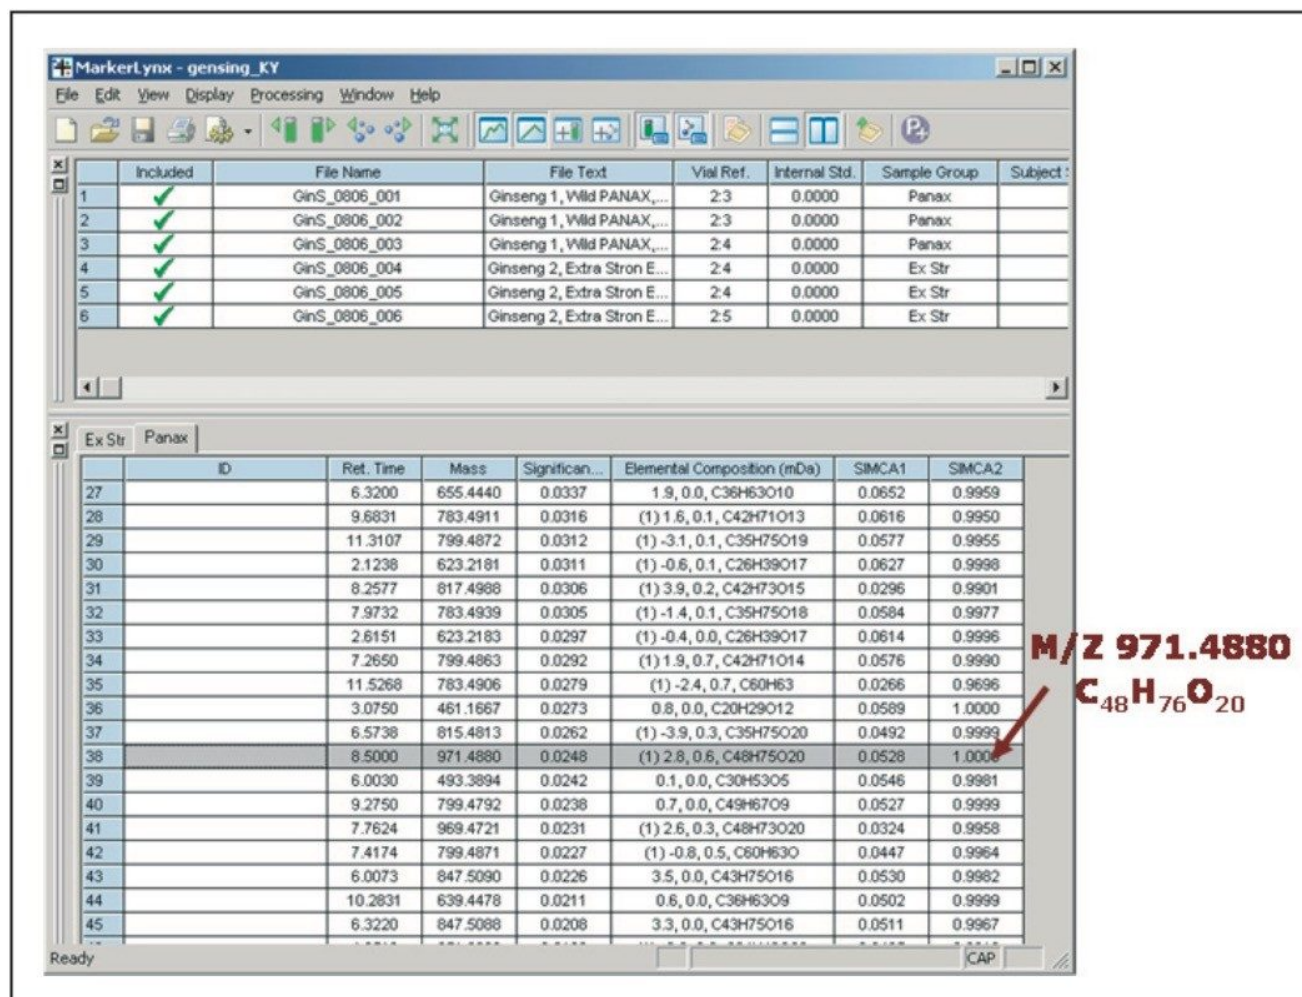 MarkerLynx - gensing_KY
File Edit View Display Processing Window Help
Included File Name File Text Vial Ref. Internal Std. Sample Group Subject
1 GinS_0806_001 Ginseng 1, Wild PANAX,... 2:3 0.0000 Panax
2 GinS_0806_002 Ginseng 1, Wild PANAX,... 2:3 0.0000 Panax
3 GinS_0806_003 Ginseng 1, Wild PANAX,... 2:4 0.0000 Panax
4 GinS_0806_004 Ginseng 2, Extra Stron E... 2:4 0.0000 Ex Str
5 GinS_0806_005 Ginseng 2, Extra Stron E... 2:4 0.0000 Ex Str
6 GinS_0806_006 Ginseng 2, Extra Stron E... 2:5 0.0000 Ex Str
Ex Str Panax
ID Ret. Time Mass Significan... Elemental Composition (mDa) SIMCA1 SIMCA2
27 6.3200 655.4440 0.0337 1.9, 0.0, C36H63O10 0.0652 0.9959
28 9.6831 783.4911 0.0316 (1) 1.6, 0.1, C42H71O13 0.0616 0.9950
29 11.3107 799.4872 0.0312 (1) -3.1, 0.1, C35H75O19 0.0577 0.9955
30 2.1238 623.2181 0.0311 (1) -0.6, 0.1, C26H39O17 0.0627 0.9998
31 8.2577 817.4988 0.0306 (1) 3.9, 0.2, C42H73O15 0.0296 0.9901
32 7.9732 783.4939 0.0305 (1) -1.4, 0.1, C35H75O18 0.0584 0.9977
33 2.6151 623.2183 0.0297 (1) -0.4, 0.0, C26H39O17 0.0614 0.9996
34 7.2650 799.4863 0.0292 (1) 1.9, 0.7, C42H71O14 0.0576 0.9990
35 11.5268 783.4906 0.0279 (1) -2.4, 0.7, C60H63 0.0266 0.9696
36 3.0750 461.1667 0.0273 0.8, 0.0, C20H29O12 0.0589 1.0000
37 6.5738 815.4813 0.0262 (1) -3.9, 0.3, C35H75O20 0.0492 0.9999
38 8.5000 971.4880 0.0248 (1) 2.8, 0.6, C48H75O20 0.0528 1.0000
39 6.0030 493.3894 0.0242 0.1, 0.0, C30H53O5 0.0546 0.9981
40 9.2750 799.4792 0.0238 0.7, 0.0, C49H67O9 0.0527 0.9999
41 7.7624 969.4721 0.0231 (1) 2.6, 0.3, C48H73O20 0.0324 0.9958
42 7.4174 799.4871 0.0227 (1) -0.8, 0.5, C60H63O 0.0447 0.9964
43 6.0073 847.5090 0.0226 3.5, 0.0, C43H75O16 0.0530 0.9982
44 10.2831 639.4478 0.0211 0.6, 0.0, C36H63O9 0.0502 0.9999
45 6.3220 847.5088 0.0208 3.3, 0.0, C43H75O16 0.0511 0.9967
Ready CAP
M/Z 971.4880
C48H76O20